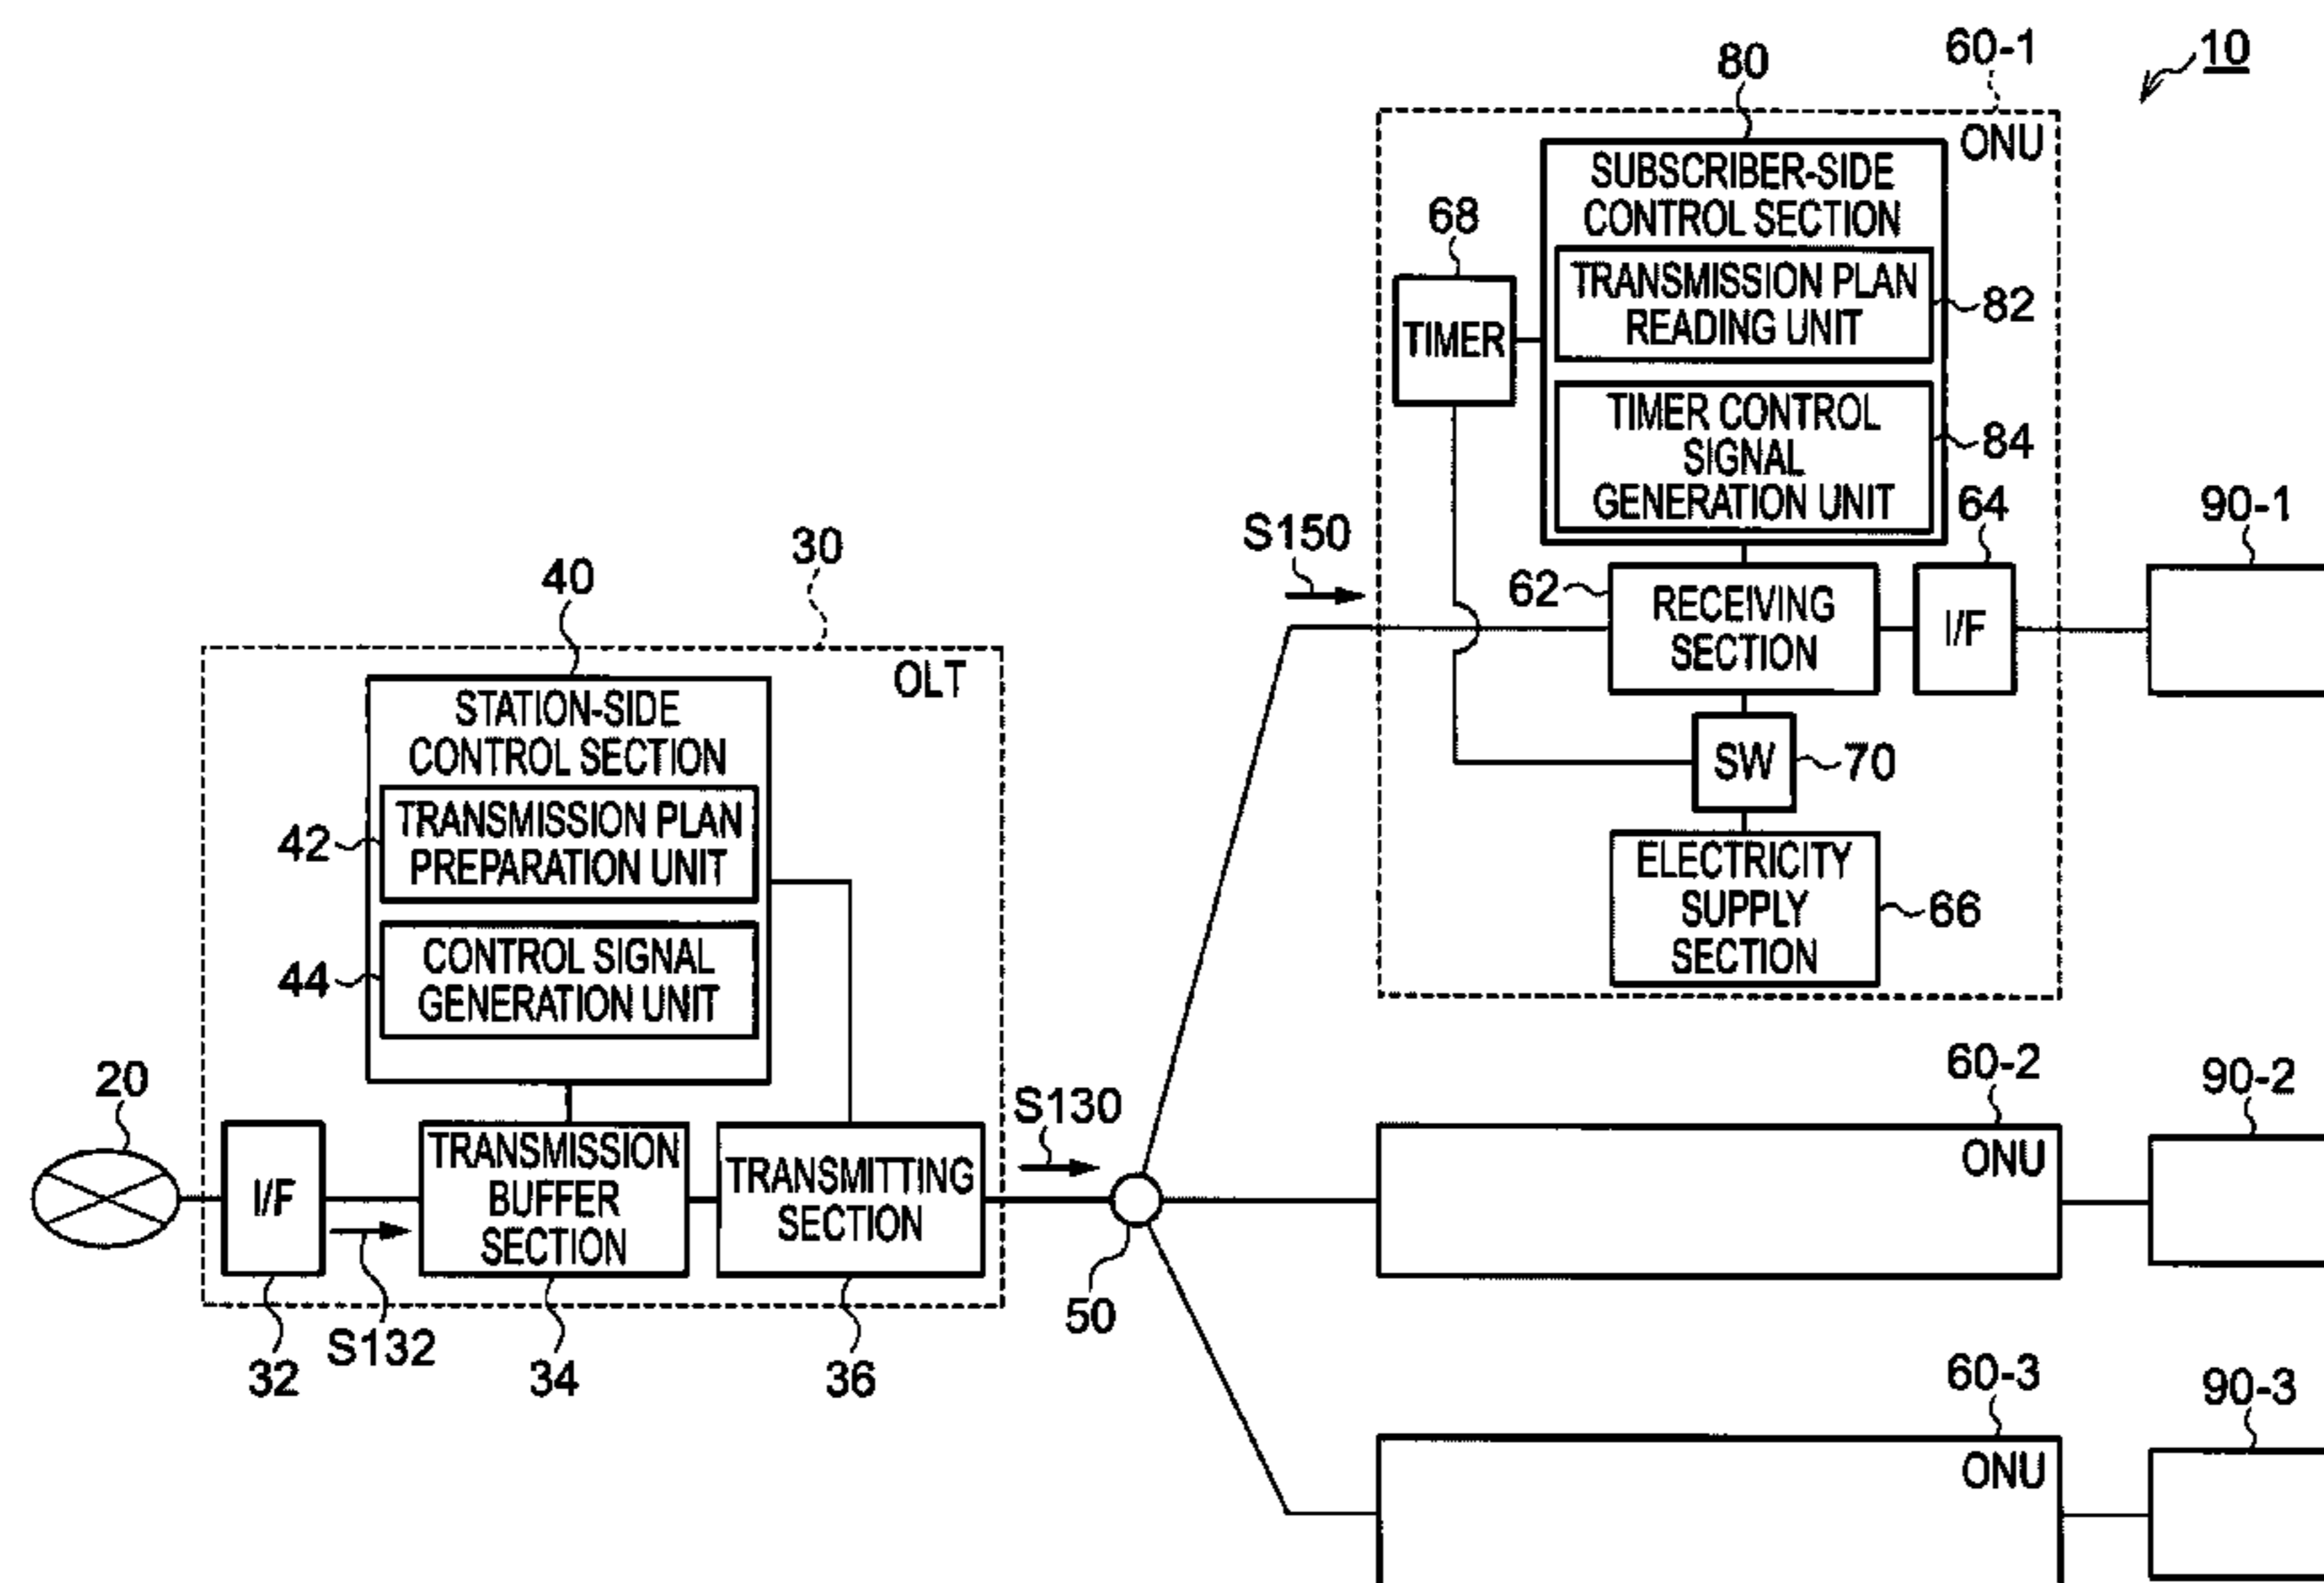 10
60-1
80
ONU
SUBSCRIBER-SIDE
CONTROL SECTION
68
TRANSMISSION PLAN
READING UNIT
82
TIMER
TIMER CONTROL
SIGNAL
GENERATION UNIT
84
64
90-1
S150
62
RECEIVING
SECTION
I/F
SW
70
ELECTRICITY
SUPPLY
SECTION
66
30
40
OLT
STATION-SIDE
CONTROL SECTION
42
TRANSMISSION PLAN
PREPARATION UNIT
44
CONTROL SIGNAL
GENERATION UNIT
20
I/F
TRANSMISSION
BUFFER
SECTION
TRANSMITTING
SECTION
S130
50
32
S132
34
36
60-2
ONU
90-2
60-3
ONU
90-3